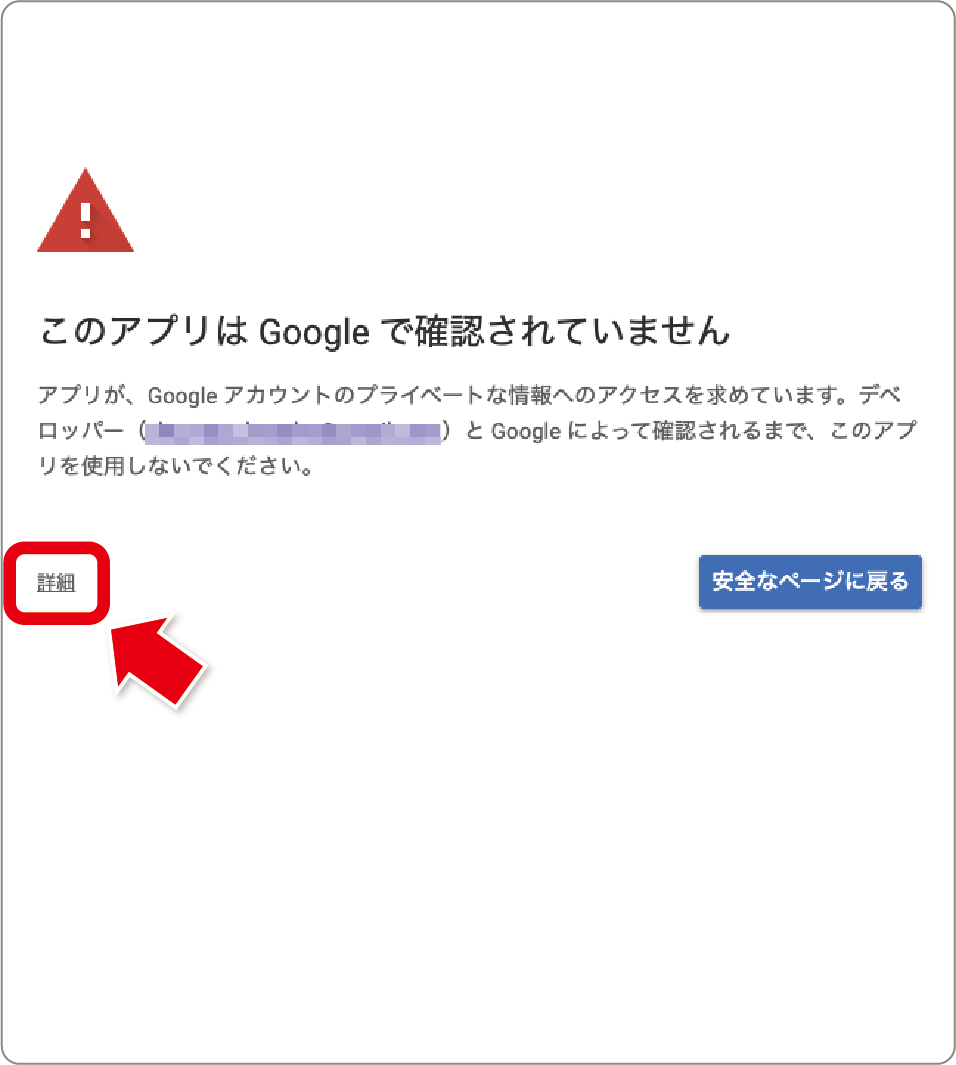 このアプリは Google で確認されていません
アプリが、Google アカウントのプライベートな情報へのアクセスを求めています。デベ
ロッパー（）と Google によって確認されるまで、このアプ
リを使用しないでください。
詳細
安全なページに戻る